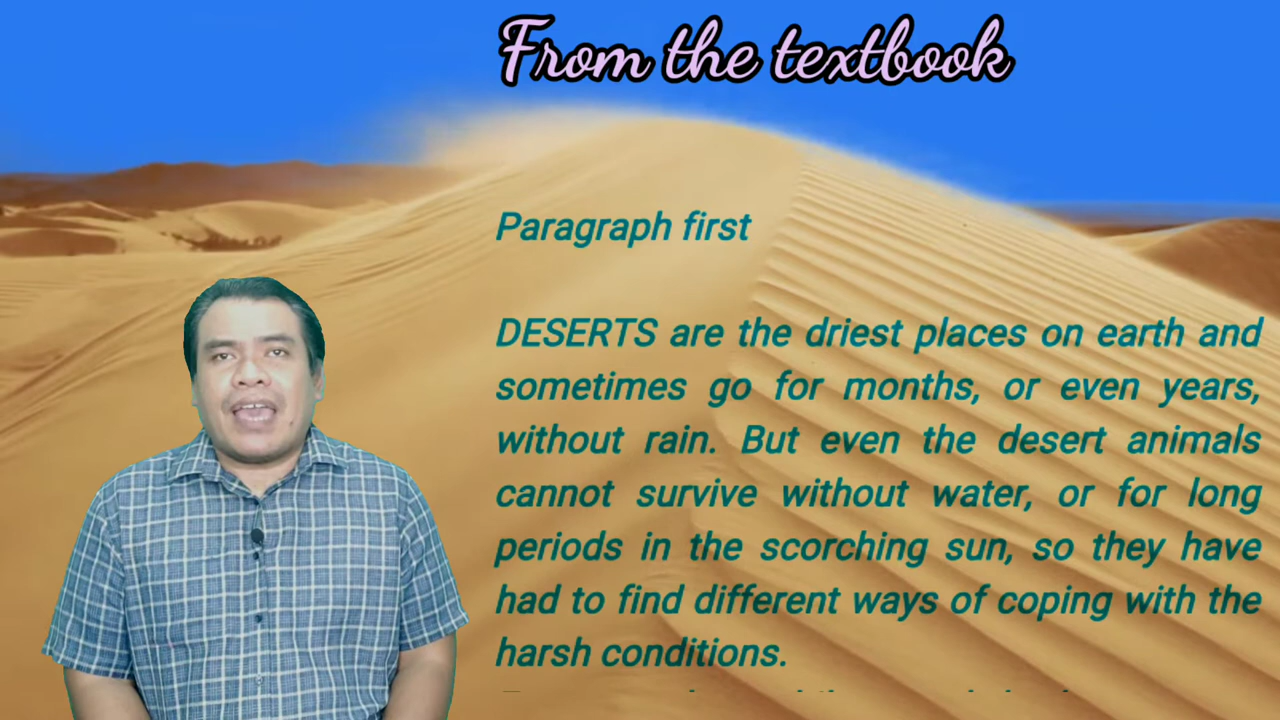 From the textbook
Paragraph first
DESERTS are the driest places on earth and
sometimes go for months, or even years,
without rain. But even the desert animals
cannot survive without water, or for long
periods in the scorching sun, so they have
had to find different ways of coping with the
harsh conditions.